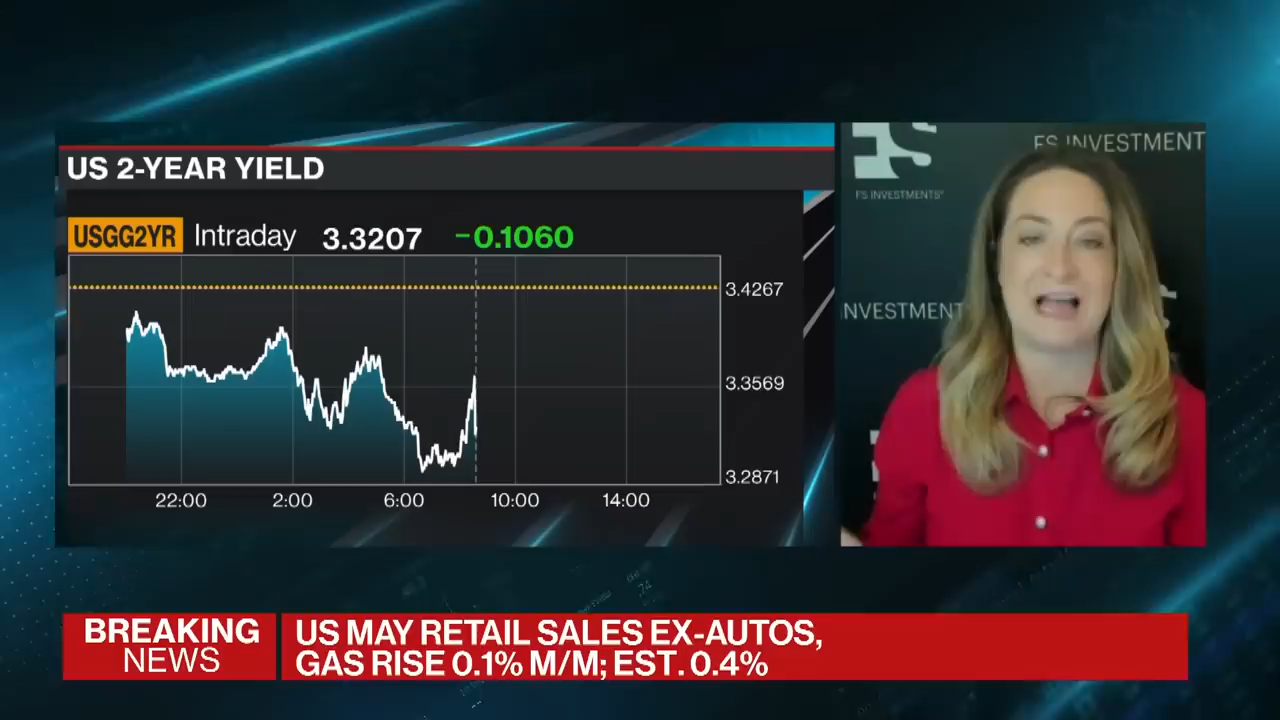 US 2-YEAR YIELD
USGG2YR Intraday 3.3207 -0.1060
3.4267
3.3569
3.2871
22:00 2:00 6:00 10:00 14:00
FS
FS INVESTMENTS
FS INVESTMENT
NVESTMENT
BREAKING
NEWS
US MAY RETAIL SALES EX-AUTOS,
GAS RISE 0.1% M/M; EST. 0.4%